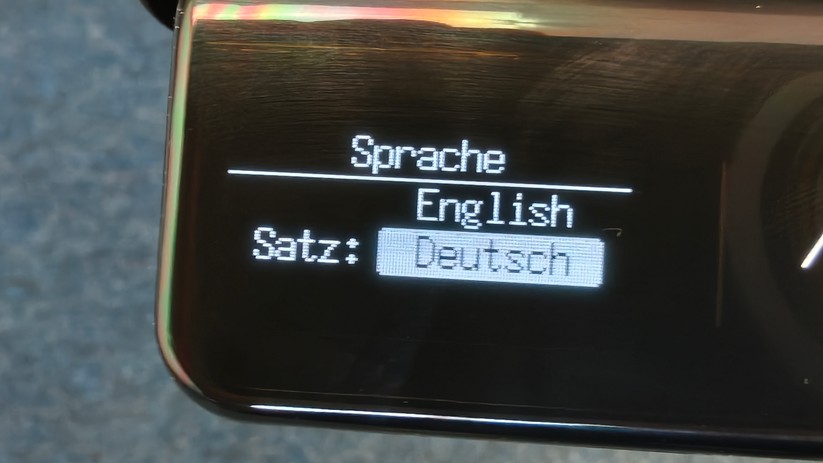 Sprache
English
Satz: Deutsch